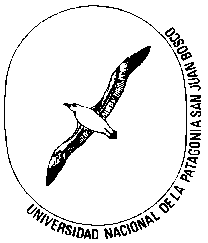 UNIVERSIDAD NACIONAL DE LA PATAGONIA SAN JUAN BOSCO